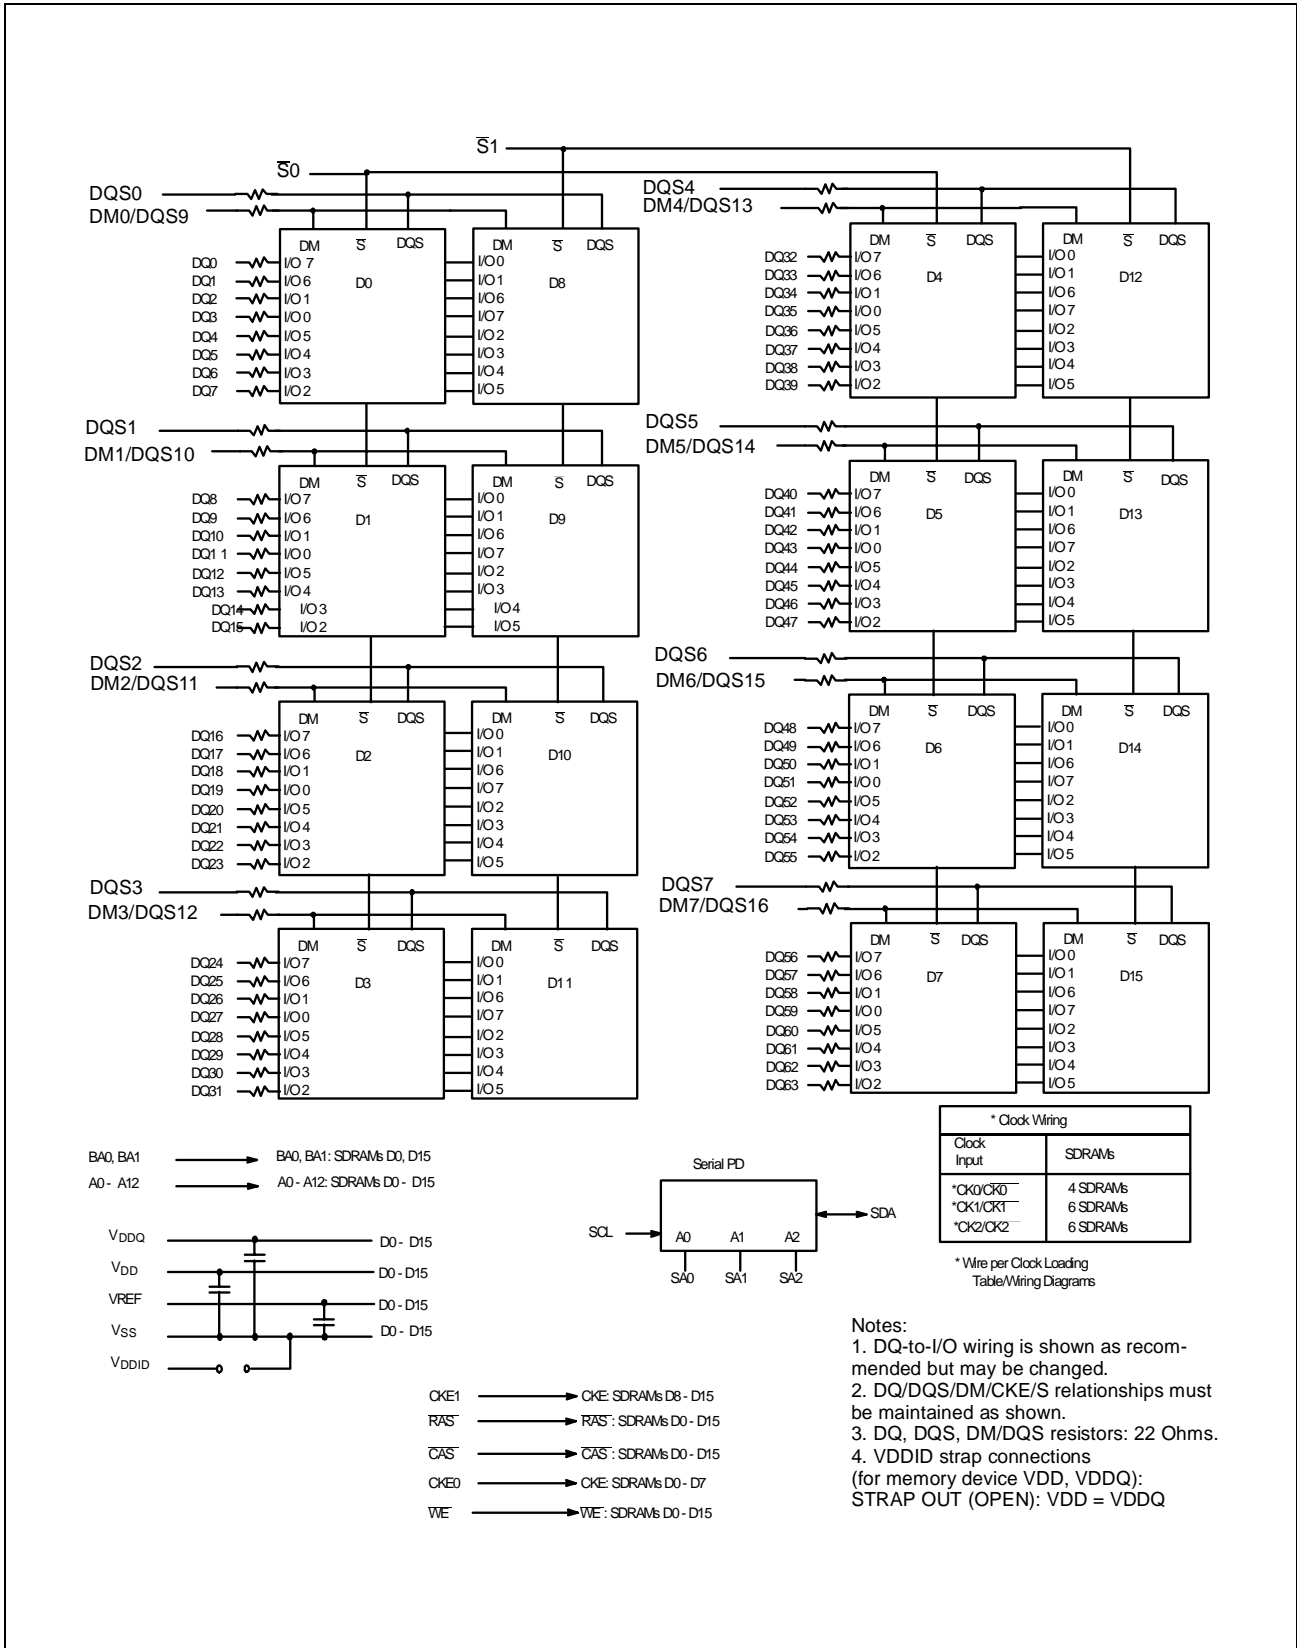 S̅1
S̅0
DQS0
DM0/DQS9
DM S̅ DQS
S̅ DQS
DQ0 I/O 7 I/O 0
DQ1 I/O 6 I/O 1
D0 D8
DQ2 I/O 1 I/O 6
DQ3 I/O 0 I/O 7
DQ4 I/O 5 I/O 2
DQ5 I/O 4 I/O 3
DQ6 I/O 3 I/O 4
DQ7 I/O 2 I/O 5
DQS1
DM1/DQS10
DM S̅ DQS
DM S DQS
DQ8 I/O 7 I/O 0
DQ9 I/O 6 I/O 1
D1 D9
DQ10 I/O 1 I/O 6
DQ1 1 I/O 0 I/O 7
DQ12 I/O 5 I/O 2
DQ13 I/O 4 I/O 3
DQ14 I/O 3 I/O 4
DQ15 I/O 2 I/O 5
DQS2
DM2/DQS11
DM S̅ DQS
DM S̅ DQS
DQ16 I/O 7 I/O 0
DQ17 I/O 6 I/O 1
D2 D10
DQ18 I/O 1 I/O 6
DQ19 I/O 0 I/O 7
DQ20 I/O 5 I/O 2
DQ21 I/O 4 I/O 3
DQ22 I/O 3 I/O 4
DQ23 I/O 2 I/O 5
DQS3
DM3/DQS12
DM S̅ DQS
DM S̅ DQS
DQ24 I/O 7 I/O 0
DQ25 I/O 6 I/O 1
D3 D1 1
DQ26 I/O 1 I/O 6
DQ27 I/O 0 I/O 7
DQ28 I/O 5 I/O 2
DQ29 I/O 4 I/O 3
DQ30 I/O 3 I/O 4
DQ31 I/O 2 I/O 5
DQS4
DM4/DQS13
DM S̅ DQS
DM S̅ DQS
DQ32 I/O 7 I/O 0
DQ33 I/O 6 I/O 1
D4 D12
DQ34 I/O 1 I/O 6
DQ35 I/O 0 I/O 7
DQ36 I/O 5 I/O 2
DQ37 I/O 4 I/O 3
DQ38 I/O 3 I/O 4
DQ39 I/O 2 I/O 5
DQS5
DM5/DQS14
DM S̅ DQS
DM S̅ DQS
DQ40 I/O 7 I/O 0
DQ41 I/O 6 I/O 1
D5 D13
DQ42 I/O 1 I/O 6
DQ43 I/O 0 I/O 7
DQ44 I/O 5 I/O 2
DQ45 I/O 4 I/O 3
DQ46 I/O 3 I/O 4
DQ47 I/O 2 I/O 5
DQS6
DM6/DQS15
DM S̅ DQS
DM S̅ DQS
DQ48 I/O 7 I/O 0
DQ49 I/O 6 I/O 1
D6 D14
DQ50 I/O 1 I/O 6
DQ51 I/O 0 I/O 7
DQ52 I/O 5 I/O 2
DQ53 I/O 4 I/O 3
DQ54 I/O 3 I/O 4
DQ55 I/O 2 I/O 5
DQS7
DM7/DQS16
DM S̅ DQS
DM S̅ DQS
DQ56 I/O 7 I/O 0
DQ57 I/O 6 I/O 1
D7 D15
DQ58 I/O 1 I/O 6
DQ59 I/O 0 I/O 7
DQ60 I/O 5 I/O 2
DQ61 I/O 4 I/O 3
DQ62 I/O 3 I/O 4
DQ63 I/O 2 I/O 5
BA0, BA1 BA0, BA1: SDRAMs D0, D15
A0 - A12 A0 - A12: SDRAMs D0 - D15
VDDQ D0 - D15
VDD D0 - D15
VREF D0 - D15
VSS D0 - D15
VDDID
Serial PD
SCL
A0 A1 A2
SDA
SA0 SA1 SA2
* Clock Wiring
Clock Input SDRAMs
*CK0/C̅K̅0̅ 4 SDRAMs
*CK1/C̅K̅1̅ 6 SDRAMs
*CK2/C̅K̅2̅ 6 SDRAMs
* Wire per Clock Loading
Table/Wiring Diagrams
CKE1 CKE: SDRAMs D8 - D15
R̅A̅S̅ R̅A̅S̅ : SDRAMs D0 - D15
C̅A̅S̅ C̅A̅S̅ : SDRAMs D0 - D15
CKE0 CKE: SDRAMs D0 - D7
W̅E̅ W̅E̅ : SDRAMs D0 - D15
Notes:
1. DQ-to-I/O wiring is shown as recom-
mended but may be changed.
2. DQ/DQS/DM/CKE/S relationships must
be maintained as shown.
3. DQ, DQS, DM/DQS resistors: 22 Ohms.
4. VDDID strap connections
(for memory device VDD, VDDQ):
STRAP OUT (OPEN): VDD = VDDQ